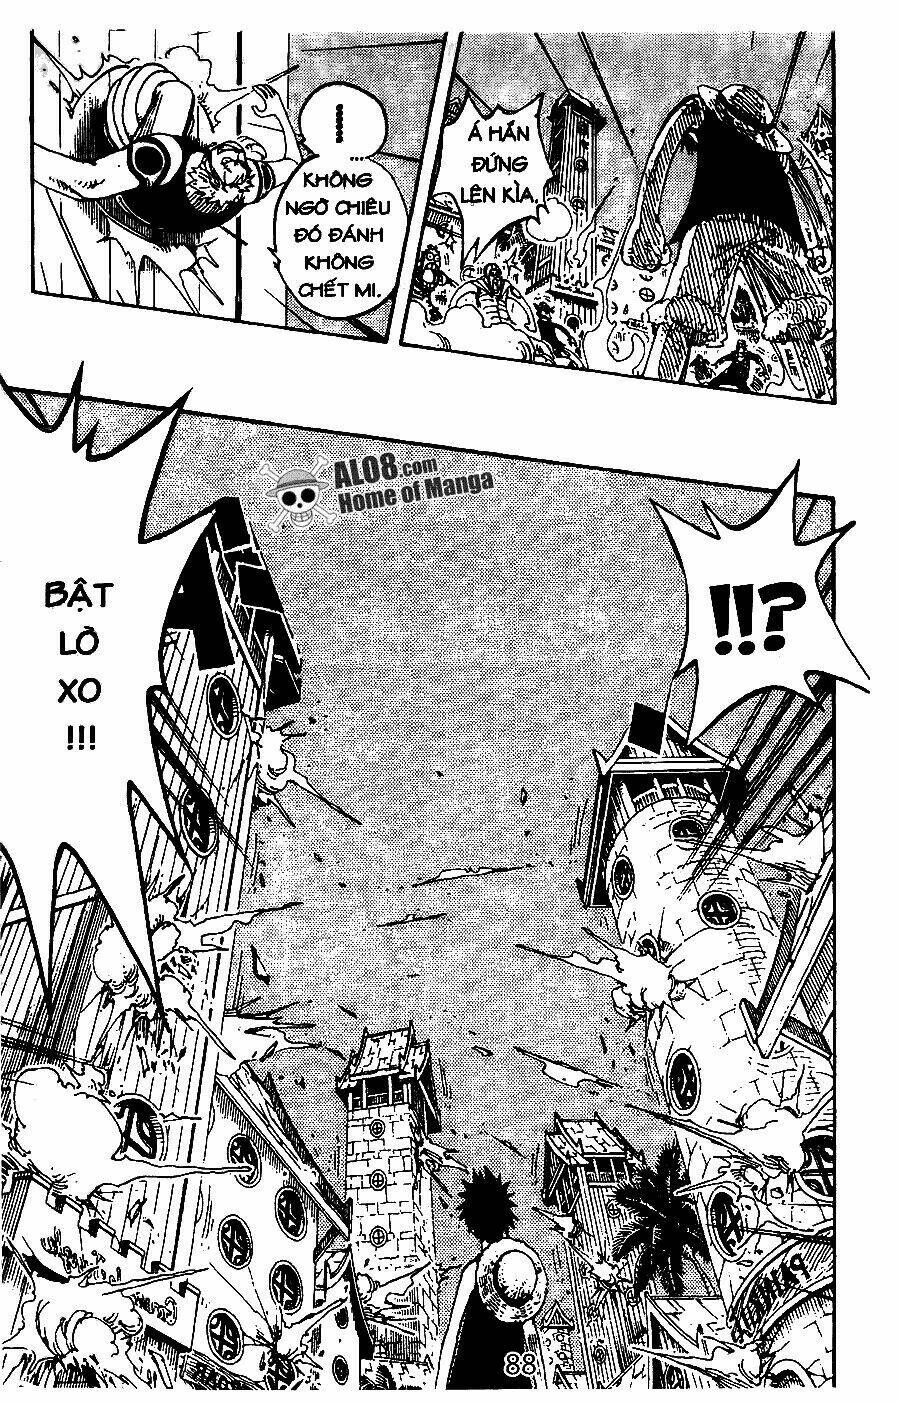 Á HẮN
ĐỨNG
LÊN KÌA.
!
...
KHÔNG
NGỜ CHIÊU
ĐÓ ĐÁNH
KHÔNG
CHẾT MI.
AL08.com
Home of Manga
!!?
BẬT
LÒ
XO
!!!
88